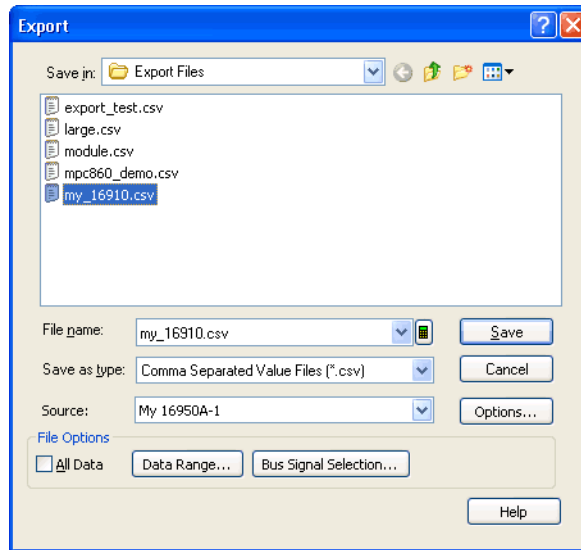 Export
Save in: Export Files
export_test.csv
large.csv
module.csv
mpc860_demo.csv
my_16910.csv
File name: my_16910.csv Save
Save as type: Comma Separated Value Files (*.csv) Cancel
Source: My 16950A-1 Options...
File Options
All Data Data Range... Bus Signal Selection...
Help